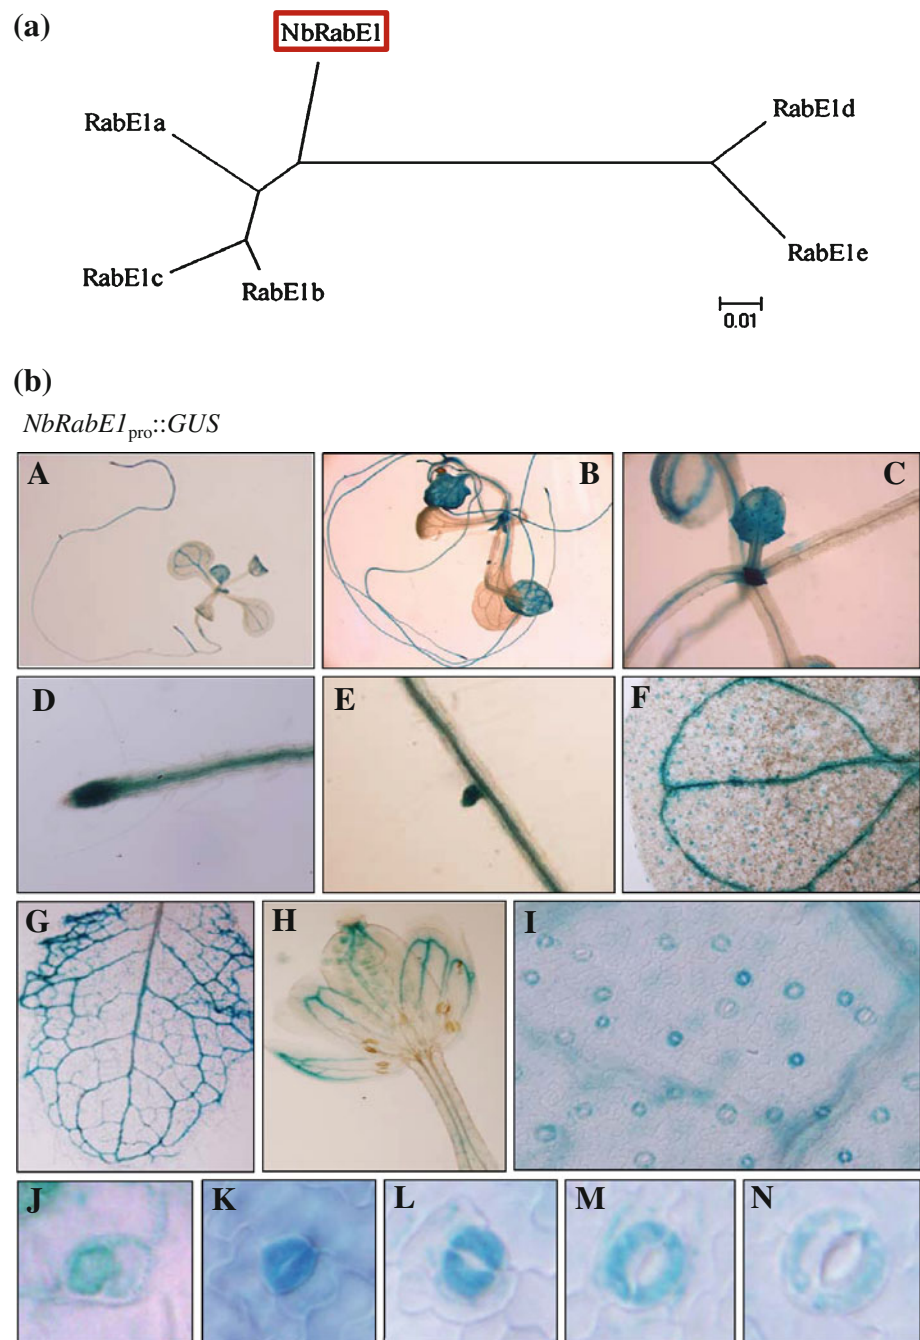 (a)
NbRabE1
RabE1a
RabE1d
RabE1e
RabE1c
RabE1b
0.01
(b)
NbRabE1pro::GUS
A
B
C
D
E
F
G
H
I
J
K
L
M
N